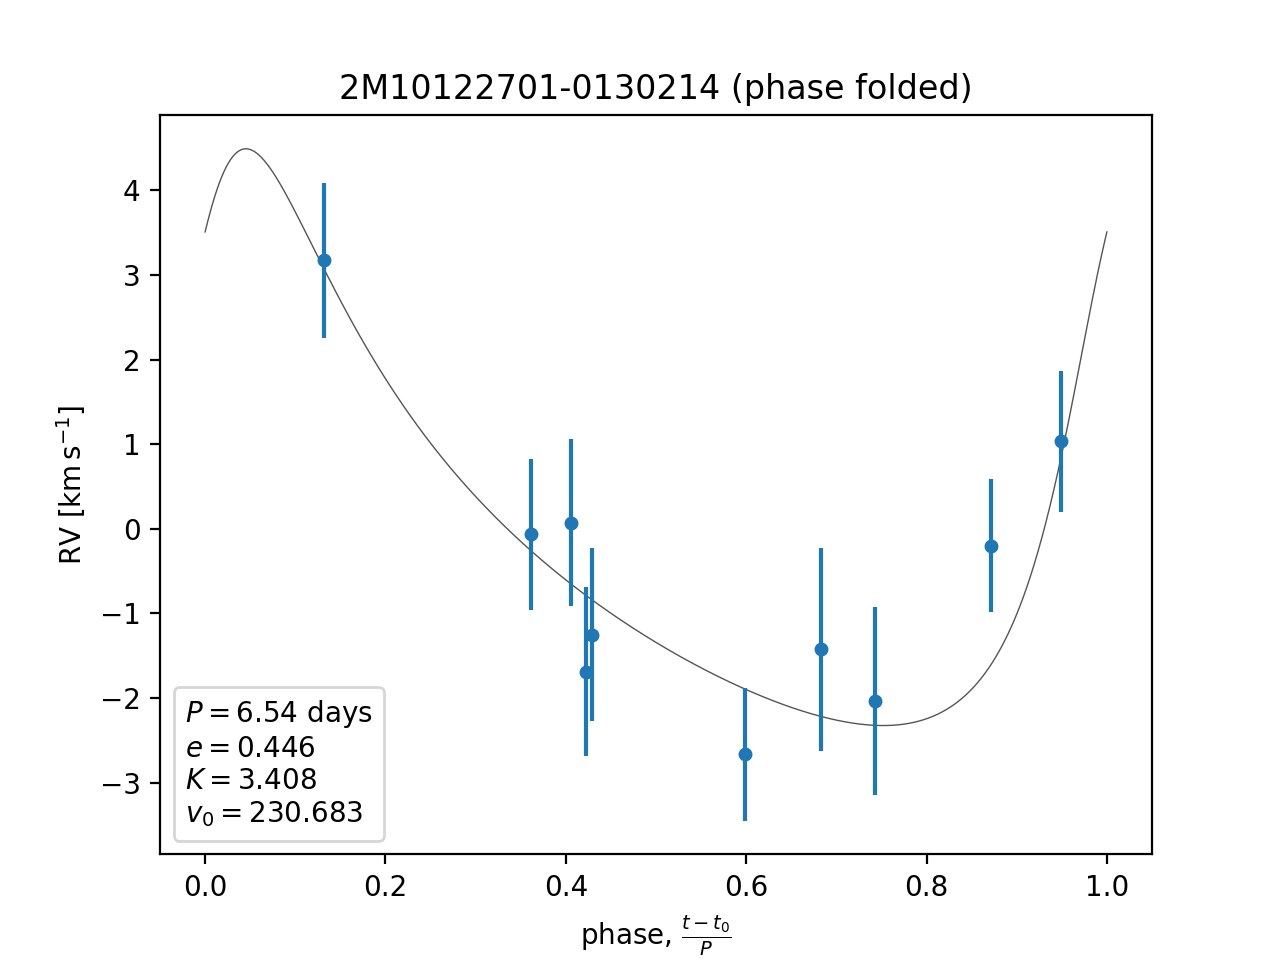 2M10122701-0130214 (phase folded)
RV [km s⁻¹]
4
3
2
1
0
−1
−2
−3
P = 6.54 days
e = 0.446
K = 3.408
v₀ = 230.683
0.0 0.2 0.4 0.6 0.8 1.0
phase, (t − t₀)/P